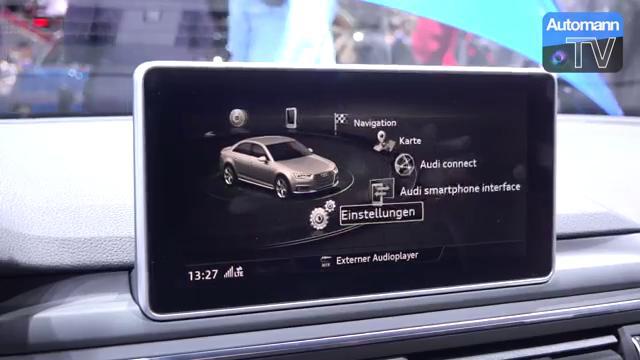 Automann
TV
Navigation
Karte
Audi connect
Audi smartphone interface
Einstellungen
Externer Audioplayer
13:27 LTE